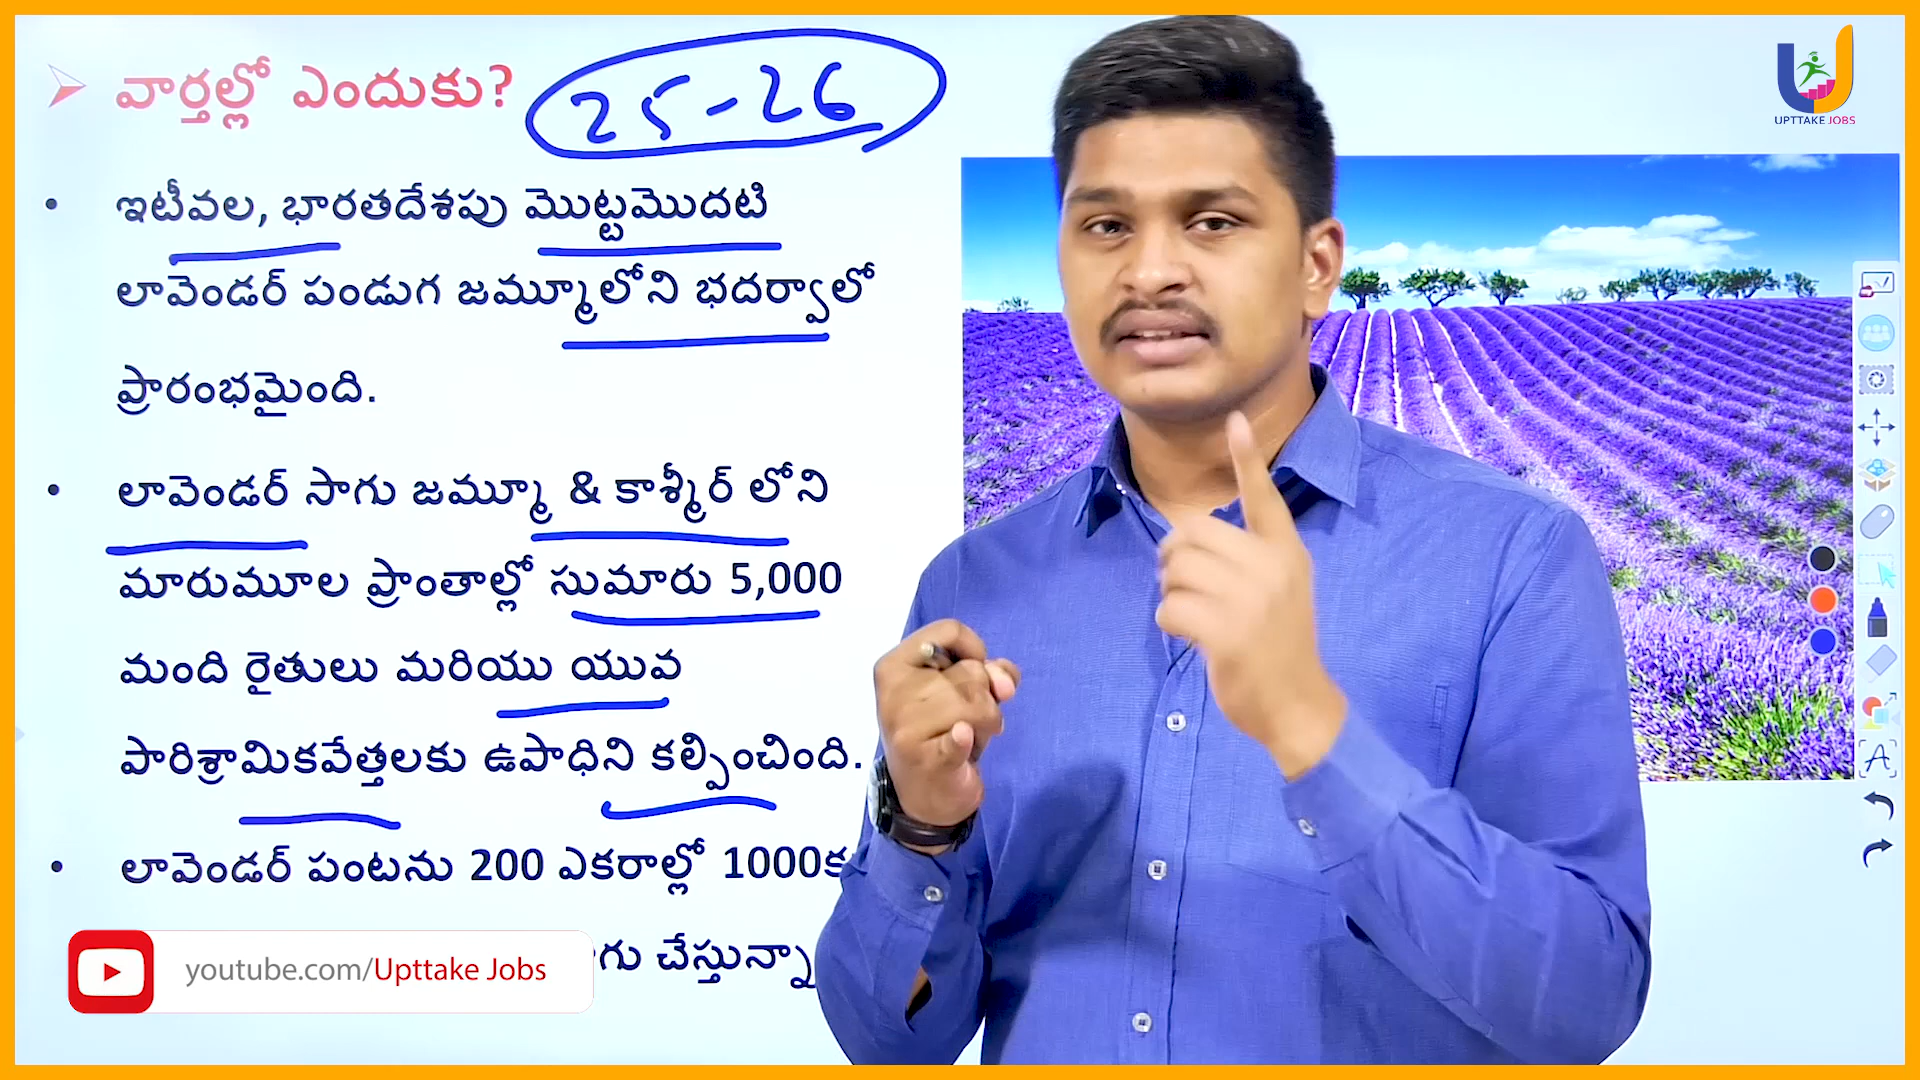 వార్తల్లో ఎందుకు?
25-26
UPTTAKE JOBS
ఇటీవల, భారతదేశపు మొట్టమొదటి
లావెండర్ పండుగ జమ్మూలోని భదర్వాలో
ప్రారంభమైంది.
లావెండర్ సాగు జమ్మూ & కాశ్మీర్ లోని
మారుమూల ప్రాంతాల్లో సుమారు 5,000
మంది రైతులు మరియు యువ
పారిశ్రామికవేత్తలకు ఉపాధిని కల్పించింది.
లావెండర్ పంటను 200 ఎకరాల్లో
youtube.com/Upttake Jobs